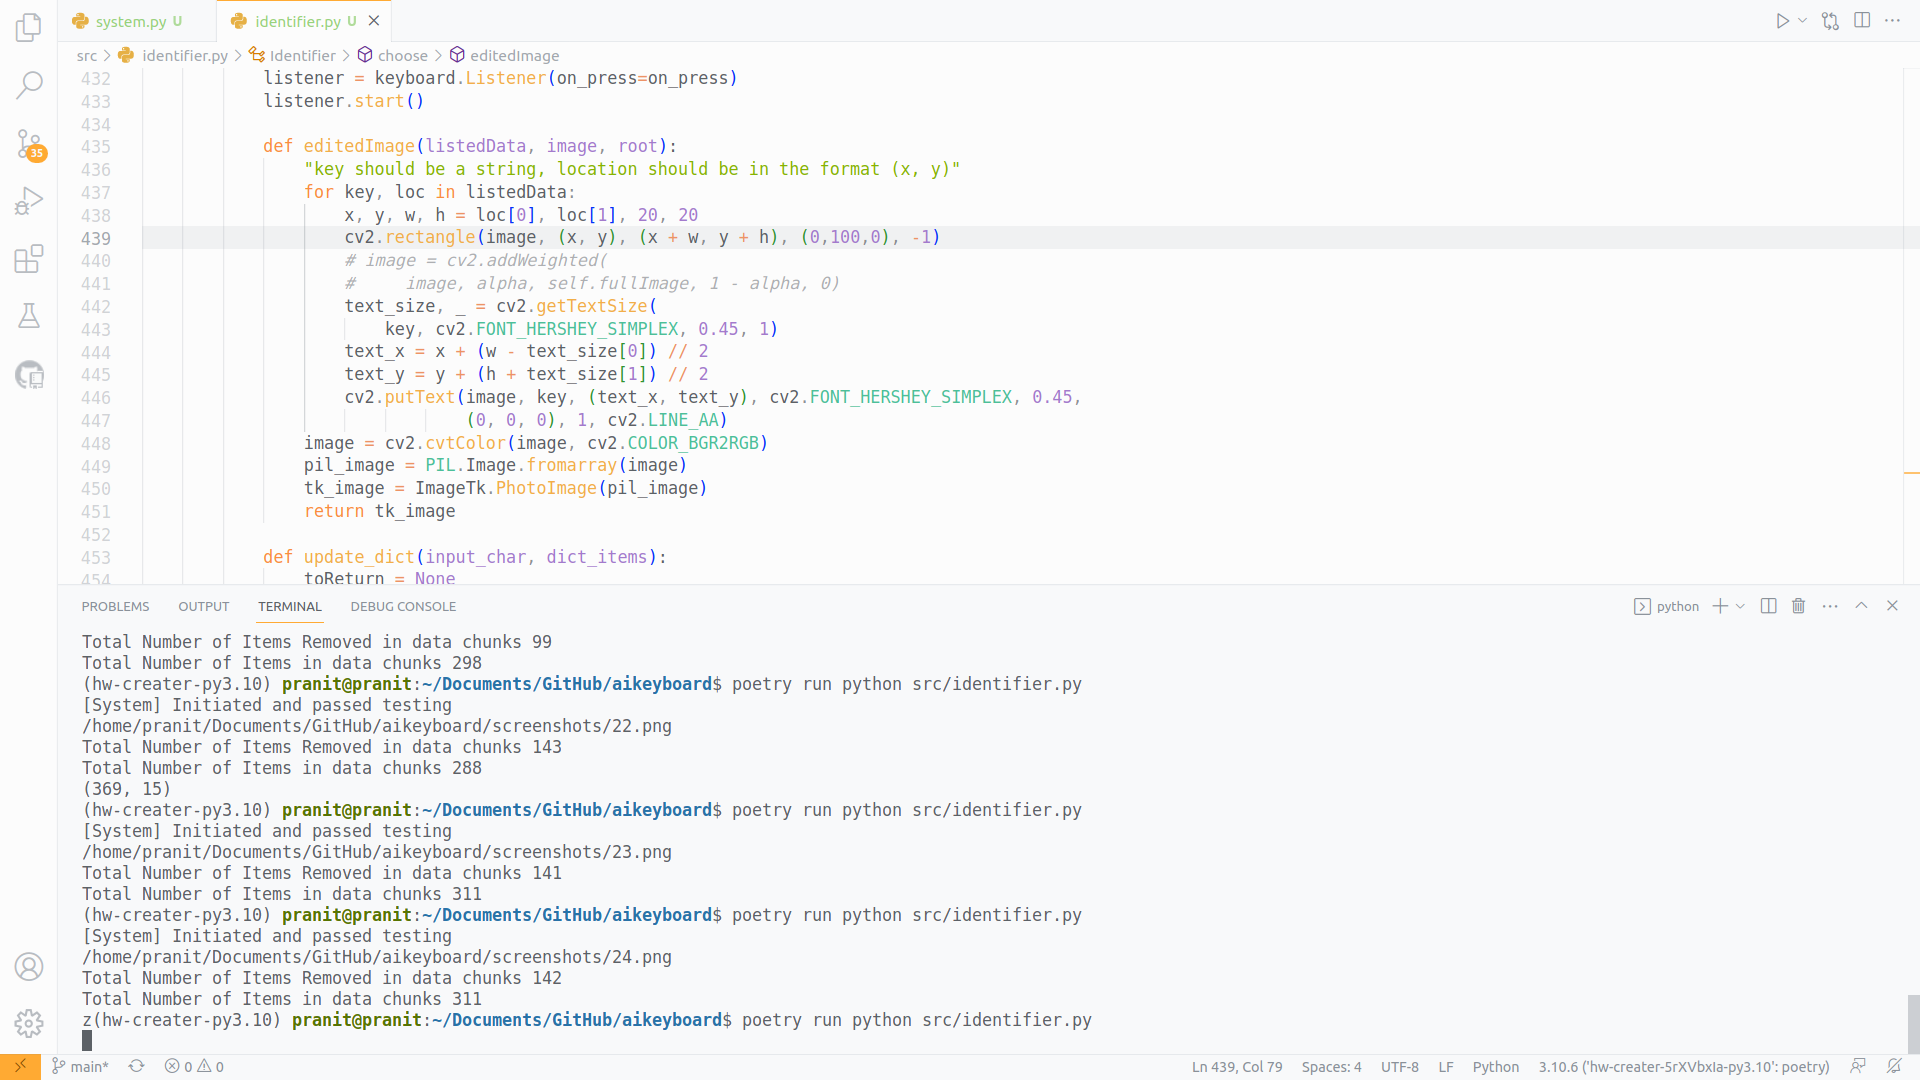 system.py U
identifier.py U
src > identifier.py > Identifier > choose > editedImage
432 listener = keyboard.Listener(on_press=on_press)
433 listener.start()
434
435 def editedImage(listedData, image, root):
436 "key should be a string, location should be in the format (x, y)"
437 for key, loc in listedData:
438 x, y, w, h = loc[0], loc[1], 20, 20
439 cv2.rectangle(image, (x, y), (x + w, y + h), (0,100,0), -1)
440 # image = cv2.addWeighted(
441 #     image, alpha, self.fullImage, 1 - alpha, 0)
442 text_size, _ = cv2.getTextSize(
443 key, cv2.FONT_HERSHEY_SIMPLEX, 0.45, 1)
444 text_x = x + (w - text_size[0]) // 2
445 text_y = y + (h + text_size[1]) // 2
446 cv2.putText(image, key, (text_x, text_y), cv2.FONT_HERSHEY_SIMPLEX, 0.45,
447 (0, 0, 0), 1, cv2.LINE_AA)
448 image = cv2.cvtColor(image, cv2.COLOR_BGR2RGB)
449 pil_image = PIL.Image.fromarray(image)
450 tk_image = ImageTk.PhotoImage(pil_image)
451 return tk_image
452
453 def update_dict(input_char, dict_items):
454 toReturn = None
35
PROBLEMS OUTPUT TERMINAL DEBUG CONSOLE python
Total Number of Items Removed in data chunks 99
Total Number of Items in data chunks 298
(hw-creater-py3.10) pranit@pranit:~/Documents/GitHub/aikeyboard$ poetry run python src/identifier.py
[System] Initiated and passed testing
/home/pranit/Documents/GitHub/aikeyboard/screenshots/22.png
Total Number of Items Removed in data chunks 143
Total Number of Items in data chunks 288
(369, 15)
(hw-creater-py3.10) pranit@pranit:~/Documents/GitHub/aikeyboard$ poetry run python src/identifier.py
[System] Initiated and passed testing
/home/pranit/Documents/GitHub/aikeyboard/screenshots/23.png
Total Number of Items Removed in data chunks 141
Total Number of Items in data chunks 311
(hw-creater-py3.10) pranit@pranit:~/Documents/GitHub/aikeyboard$ poetry run python src/identifier.py
[System] Initiated and passed testing
/home/pranit/Documents/GitHub/aikeyboard/screenshots/24.png
Total Number of Items Removed in data chunks 142
Total Number of Items in data chunks 311
z(hw-creater-py3.10) pranit@pranit:~/Documents/GitHub/aikeyboard$ poetry run python src/identifier.py
main* 0 0 Ln 439, Col 79 Spaces: 4 UTF-8 LF Python 3.10.6 ('hw-creater-5rXVbxIa-py3.10': poetry)